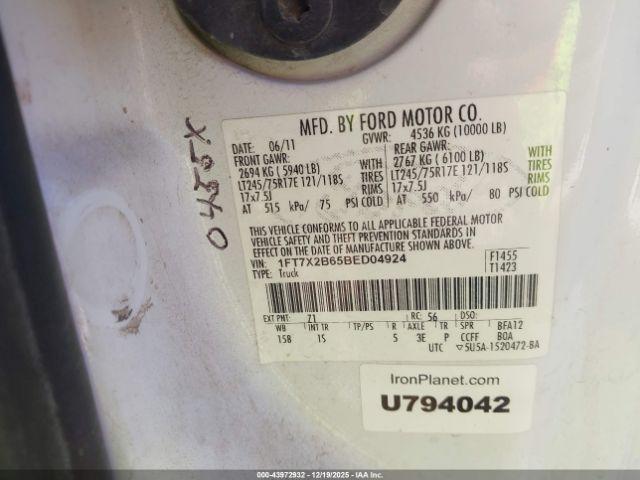 0455X
MFD. BY FORD MOTOR CO.
DATE: 06/11 GVWR: 4536 KG (10000 LB)
FRONT GAWR: REAR GAWR: WITH
2694 KG ( 5940 LB) WITH 2767 KG ( 6100 LB) TIRES
LT245/75R17E 121/118S TIRES LT245/75R17E 121/118S RIMS
17x7.5J RIMS 17x7.5J
AT 515 kPa/ 75 PSI COLD AT 550 kPa/ 80 PSI COLD
THIS VEHICLE CONFORMS TO ALL APPLICABLE FEDERAL MOTOR
VEHICLE SAFETY AND THEFT PREVENTION STANDARDS IN
EFFECT ON THE DATE OF MANUFACTURE SHOWN ABOVE.
VIN: 1FT7X2B65BED04924 F1455
TYPE: Truck T1423
EXT PNT: Z1 RC: 56 DSO:
WB INT TR TP/PS R AXLE TR SPR BFA12
158 1S 5 3E P CCFF BOA
UTC ▽5U5A-1520472-BA
IronPlanet.com
U794042
000-43972932 - 12/19/2025 - IAAI.COM